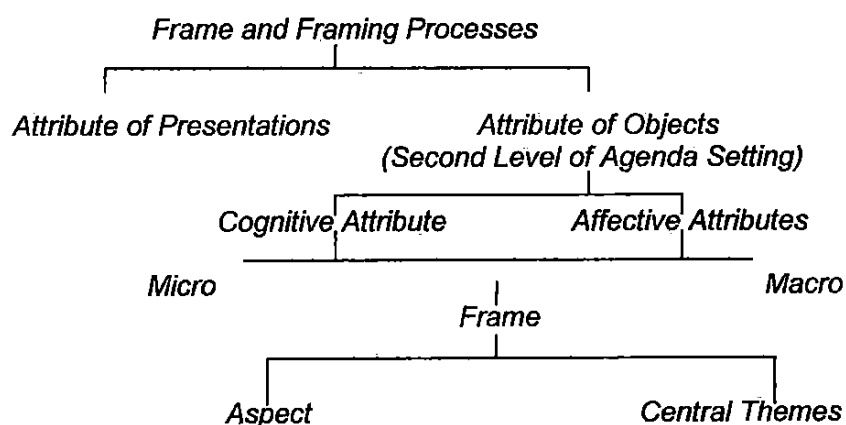 Frame and Framing Processes
Attribute of Presentations
Attribute of Objects
(Second Level of Agenda Setting)
Cognitive Attribute Affective Attributes
Micro Macro
Frame
Aspect Central Themes